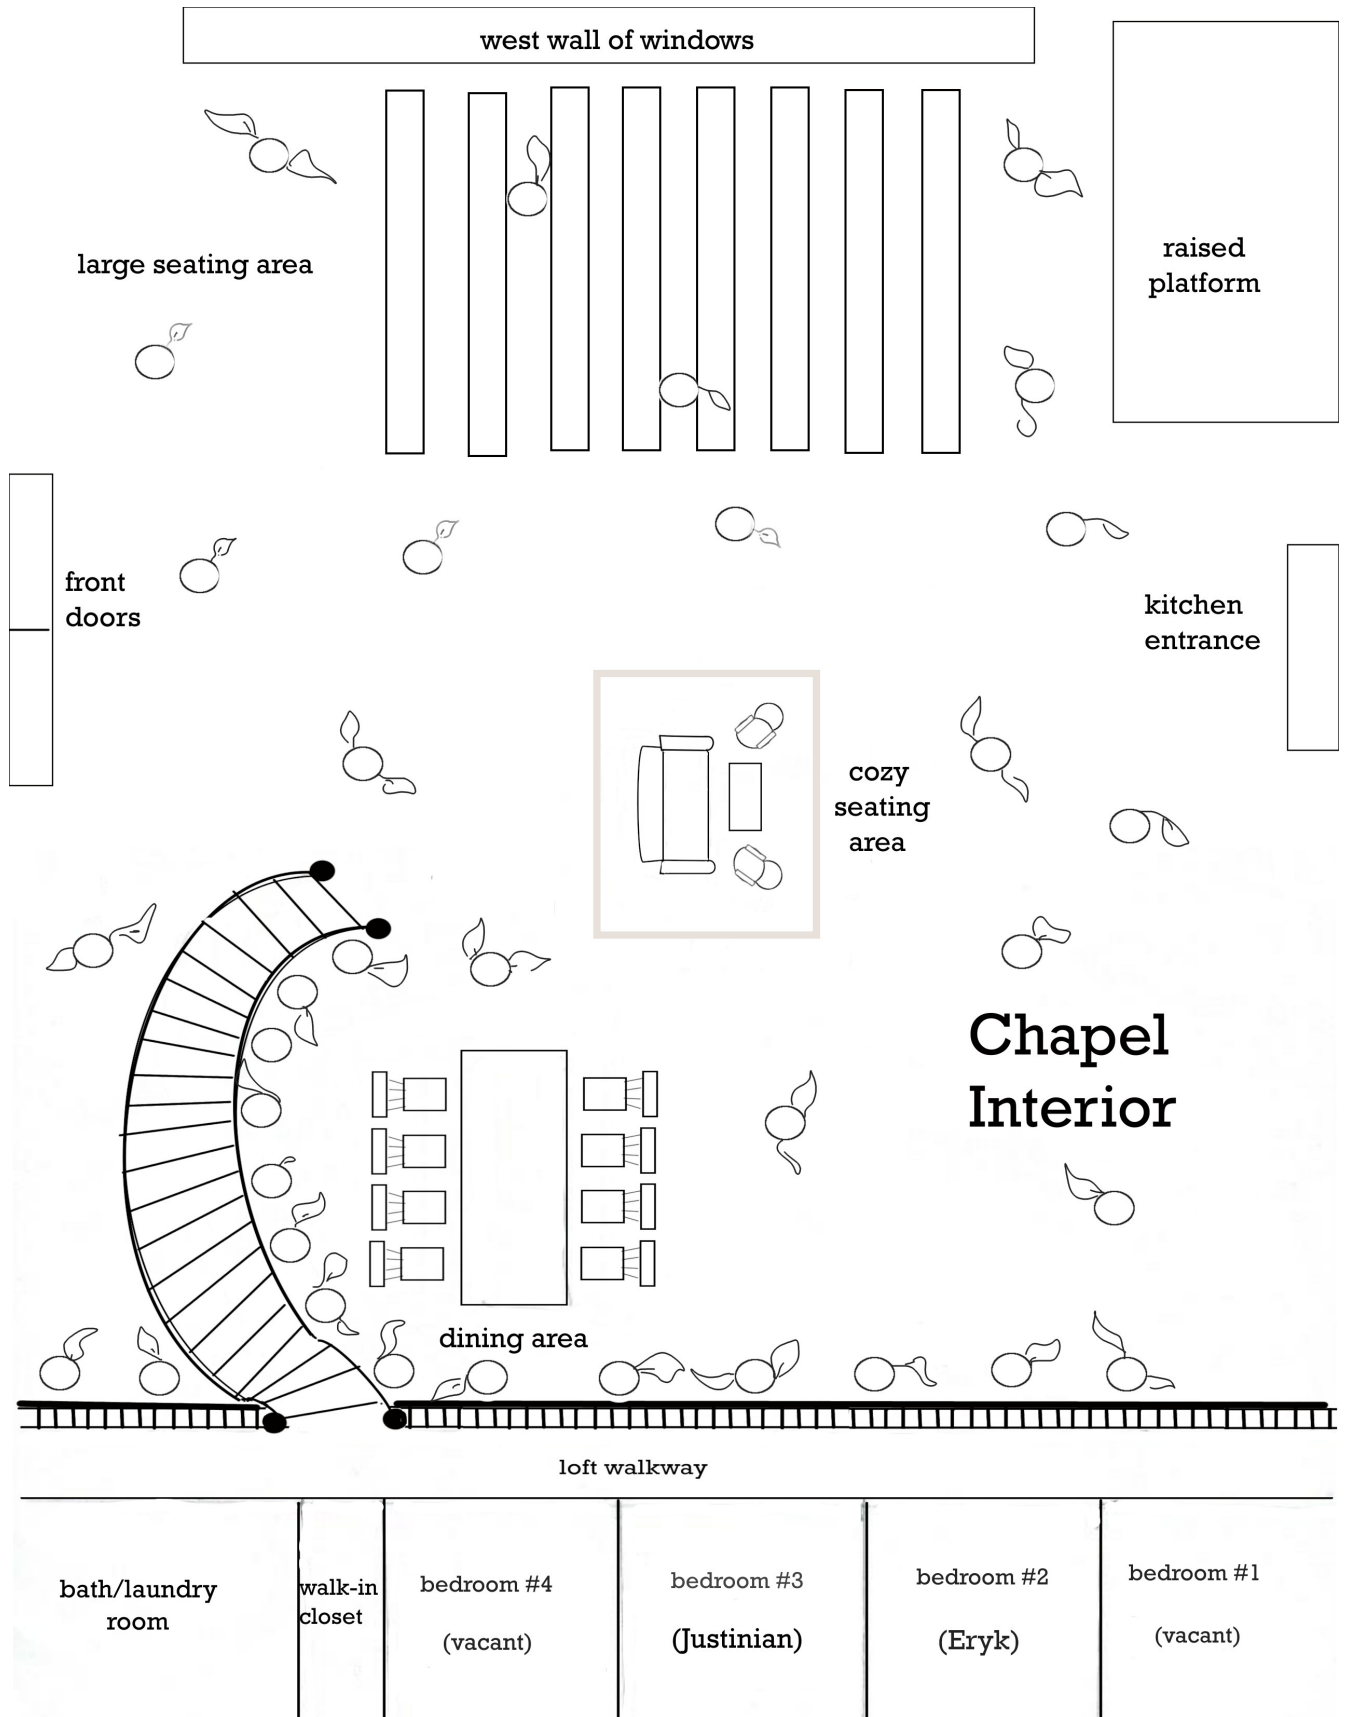 west wall of windows
large seating area
raised
platform
front
doors
kitchen
entrance
cozy
seating
area
Chapel
Interior
dining area
loft walkway
bath/laundry
room
walk-in
closet
bedroom #4
(vacant)
bedroom #3
(Justinian)
bedroom #2
(Eryk)
bedroom #1
(vacant)